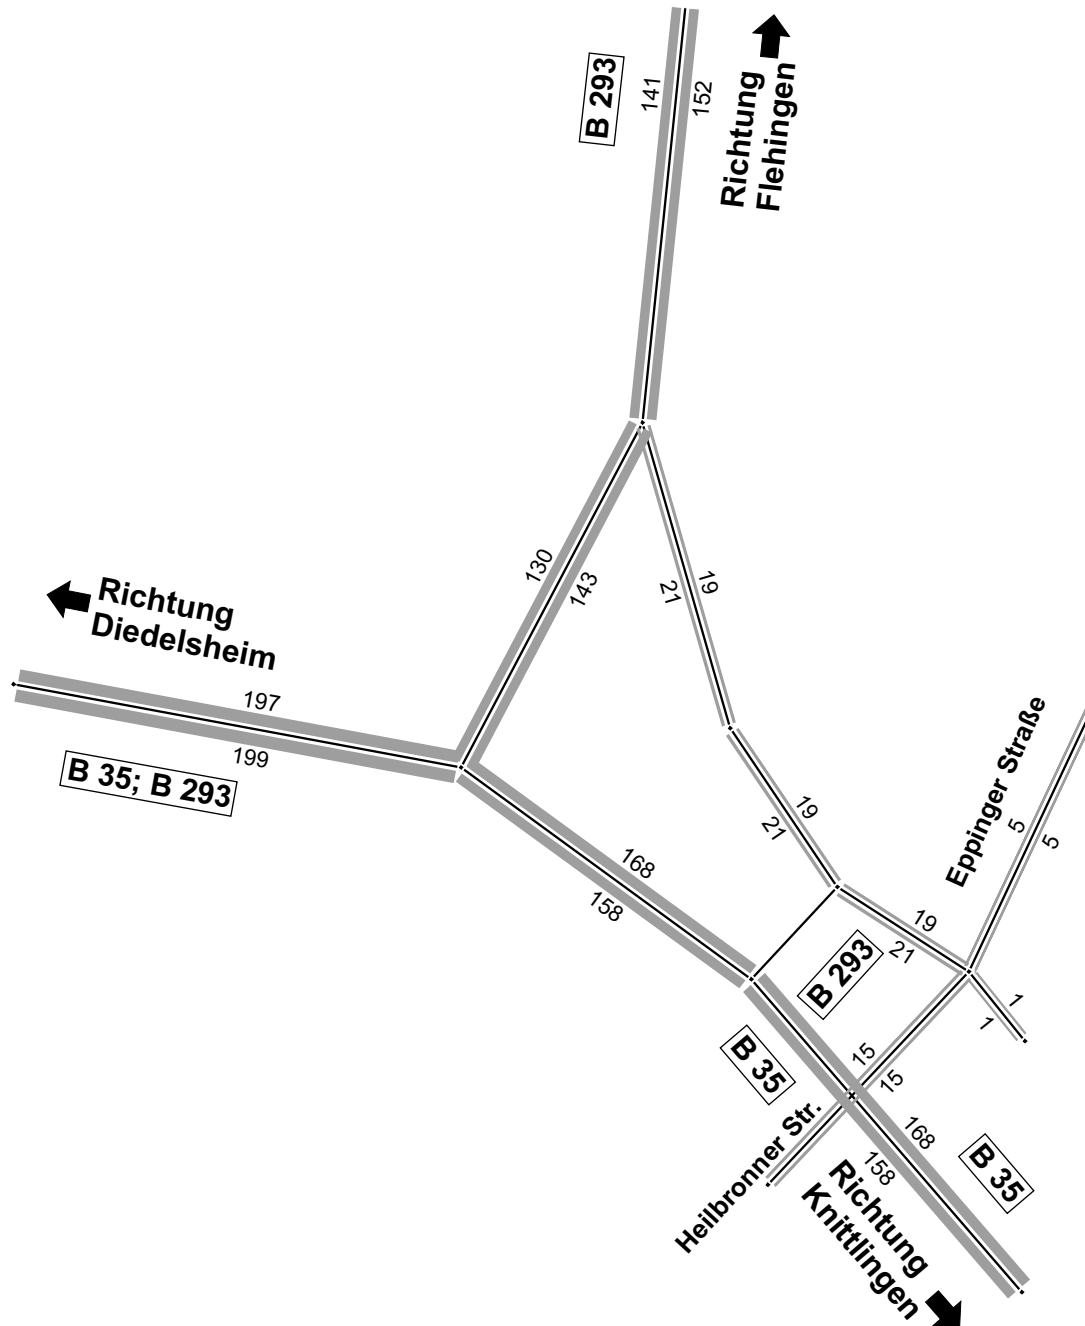 B 293
141
152
Richtung
Flehingen
130
143
19
21
Richtung
Diedelsheim
197
199
B 35; B 293
19
21
Eppinger Straße
5
5
168
158
19
21
B 293
1
1
B 35
15
15
Heilbronner Str.
168
158
B 35
Richtung
Knittlingen